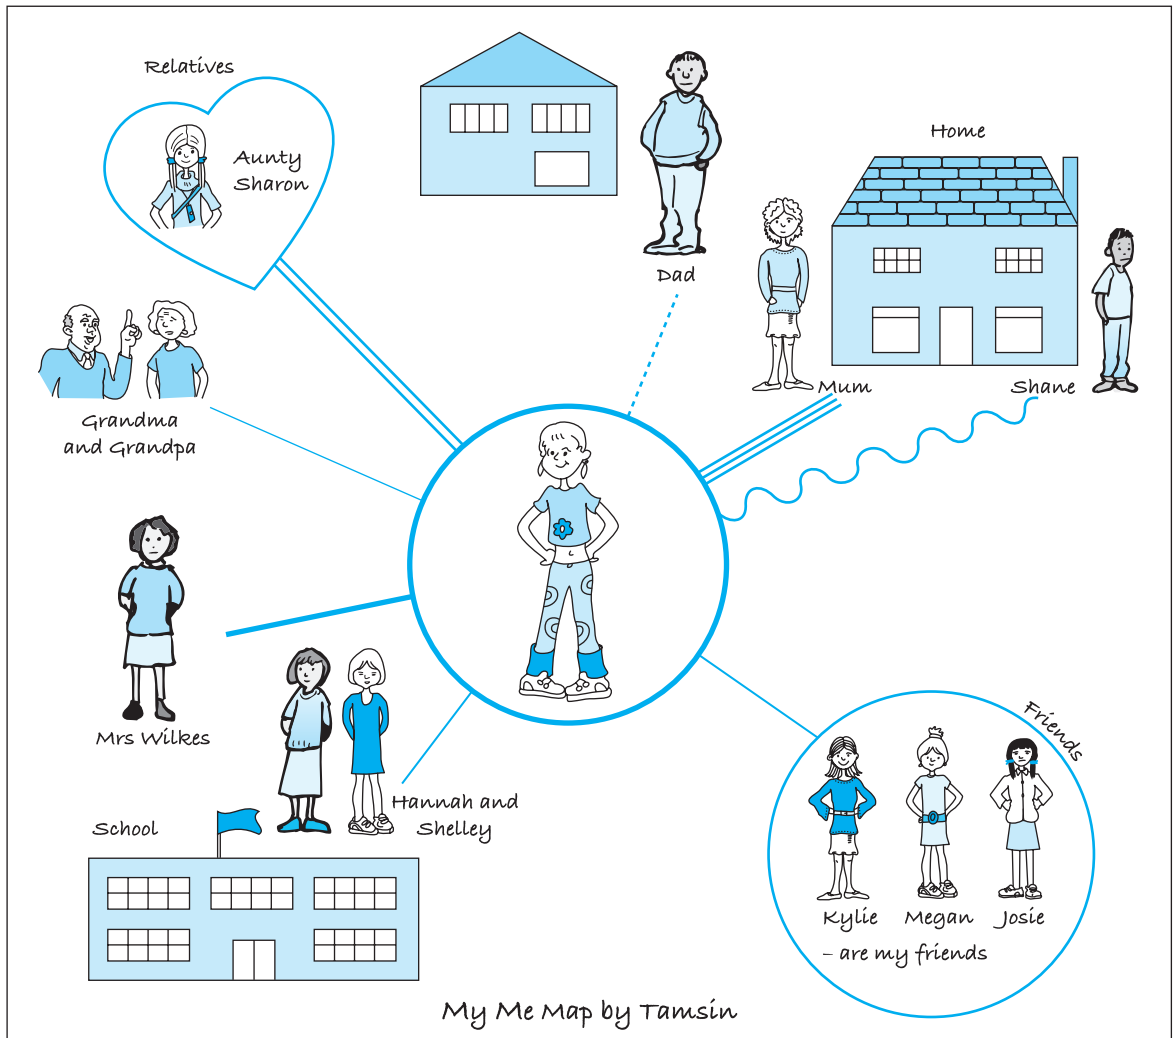 Relatives
Aunty
Sharon
Dad
Home
Mum
Shane
Grandma
and Grandpa
Mrs Wilkes
Hannah and
Shelley
School
Friends
Kylie Megan Josie
– are my friends
My Me Map by Tamsin